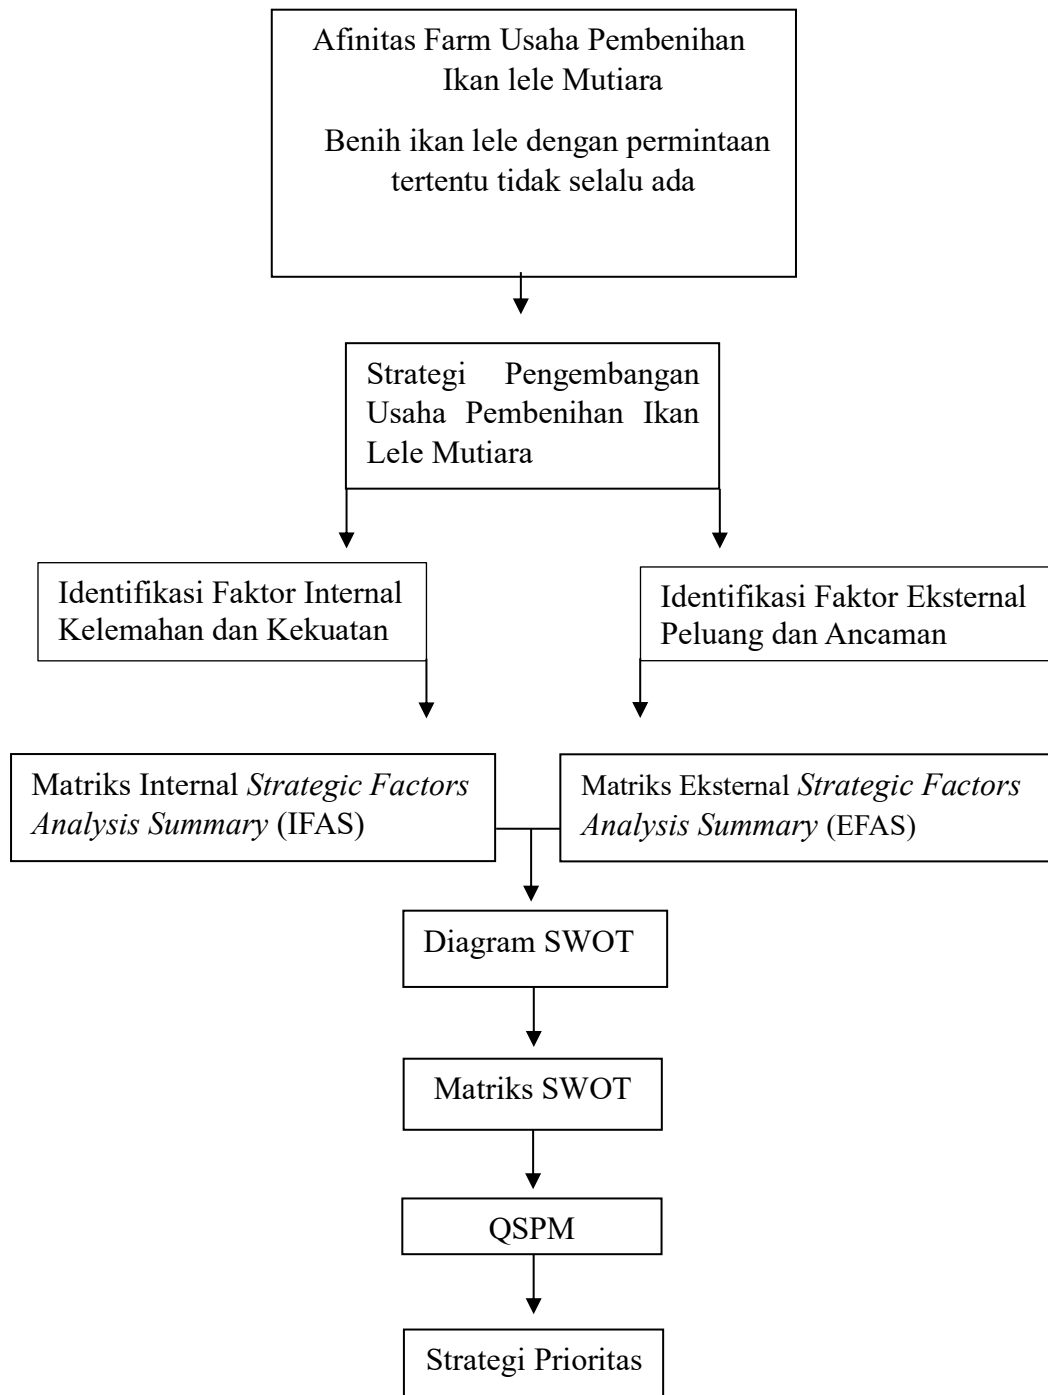 Afinitas Farm Usaha Pembenihan
Ikan lele Mutiara
Benih ikan lele dengan permintaan
tertentu tidak selalu ada
Strategi Pengembangan
Usaha Pembenihan Ikan
Lele Mutiara
Identifikasi Faktor Internal
Kelemahan dan Kekuatan
Identifikasi Faktor Eksternal
Peluang dan Ancaman
Matriks Internal Strategic Factors
Analysis Summary (IFAS)
Matriks Eksternal Strategic Factors
Analysis Summary (EFAS)
Diagram SWOT
Matriks SWOT
QSPM
Strategi Prioritas